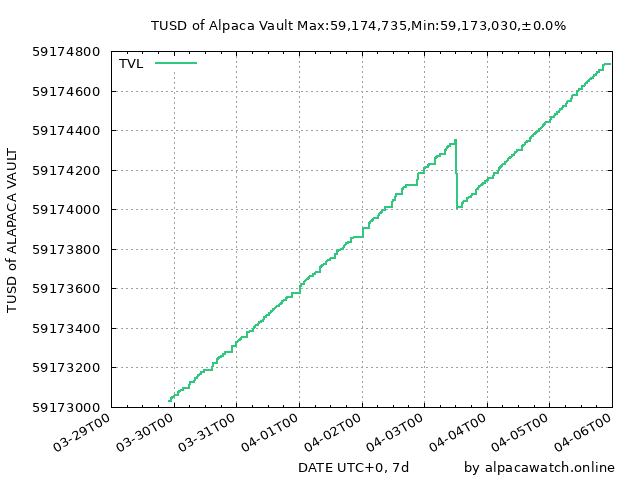 TUSD of Alpaca Vault Max:59,174,735,Min:59,173,030,±0.0%
TVL
59174800
59174600
59174400
59174200
59174000
59173800
59173600
59173400
59173200
59173000
TUSD of ALAPACA VAULT
03-29T00
03-30T00
03-31T00
04-01T00
04-02T00
04-03T00
04-04T00
04-05T00
04-06T00
DATE UTC+0, 7d
by alpacawatch.online